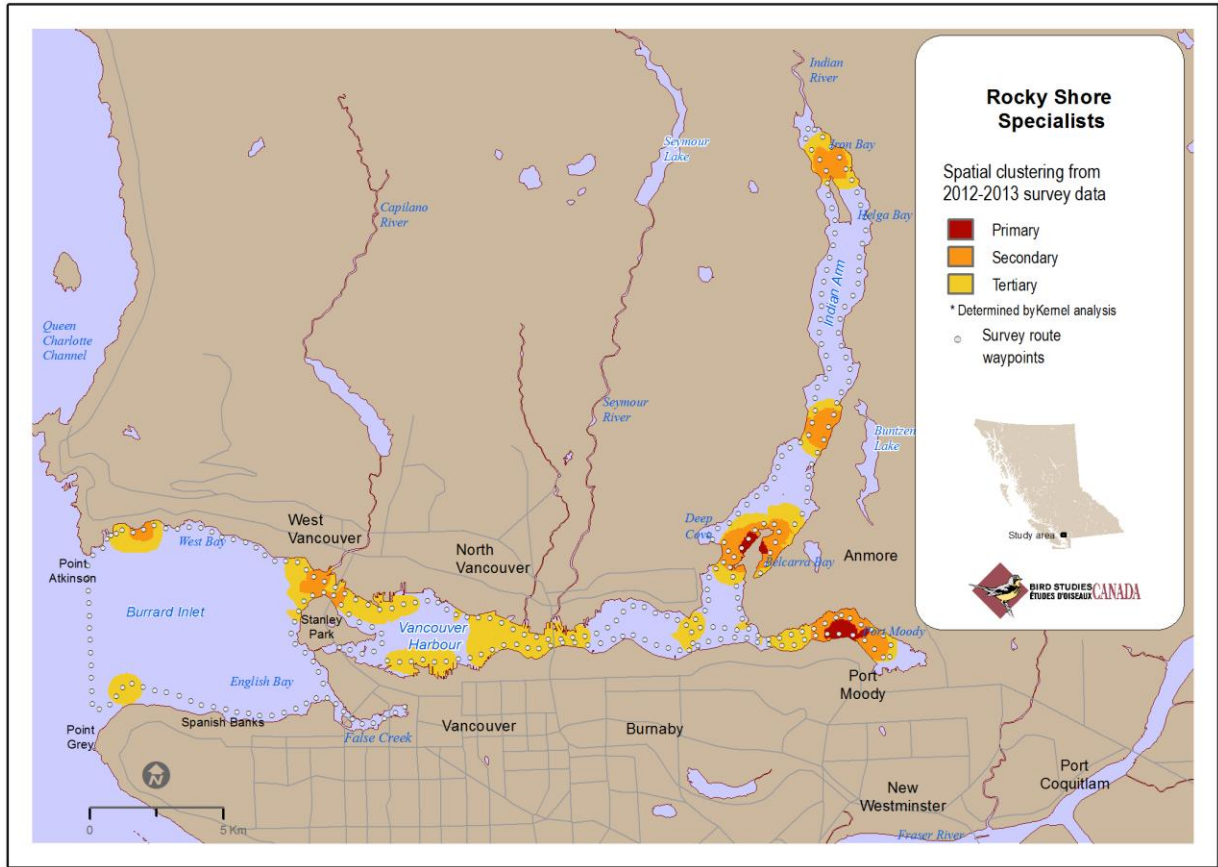 Indian
River
Rocky Shore
Specialists
Iron Bay
Seymour
Lake
Spatial clustering from
2012-2013 survey data
Capilano
River
Helga Bay
Primary
Secondary
Tertiary
Indian Arm
* Determined by Kernel analysis
Queen
Charlotte
Channel
Survey route
waypoints
Seymour
River
Buntzen
Lake
Deep
Cove
West
Vancouver
West Bay
North
Vancouver
Belcarra Bay
Anmore
Study area
Point
Atkinson
BIRD STUDIES
ÉTUDES D'OISEAUX
CANADA
Burrard Inlet
Stanley
Park
Vancouver
Harbour
Port Moody
English Bay
Port
Moody
Spanish Banks
Vancouver
Burnaby
Point
Grey
False Creek
N
Port
Coquitlam
New
Westminster
0
5 Km
Fraser River